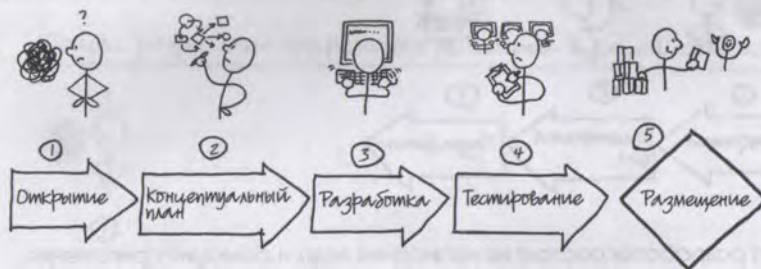 ?
1
2
3
4
5
Открытие
Концептуальный
план
Разработка
Тестирование
Размещение